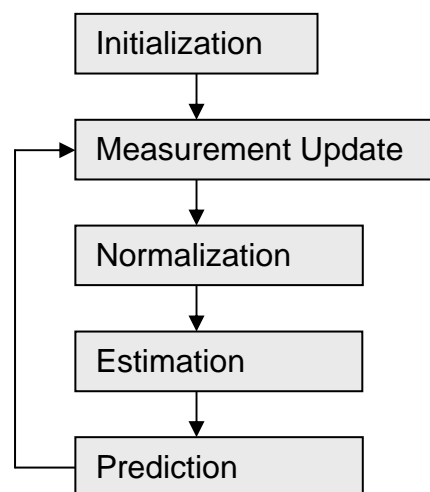 Initialization
Measurement Update
Normalization
Estimation
Prediction